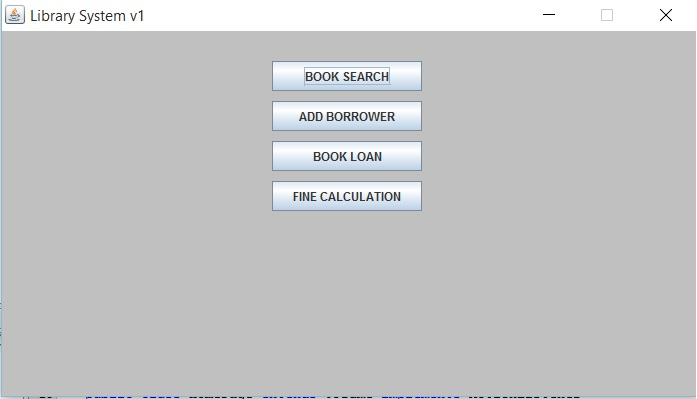 Library System v1
BOOK SEARCH
ADD BORROWER
BOOK LOAN
FINE CALCULATION